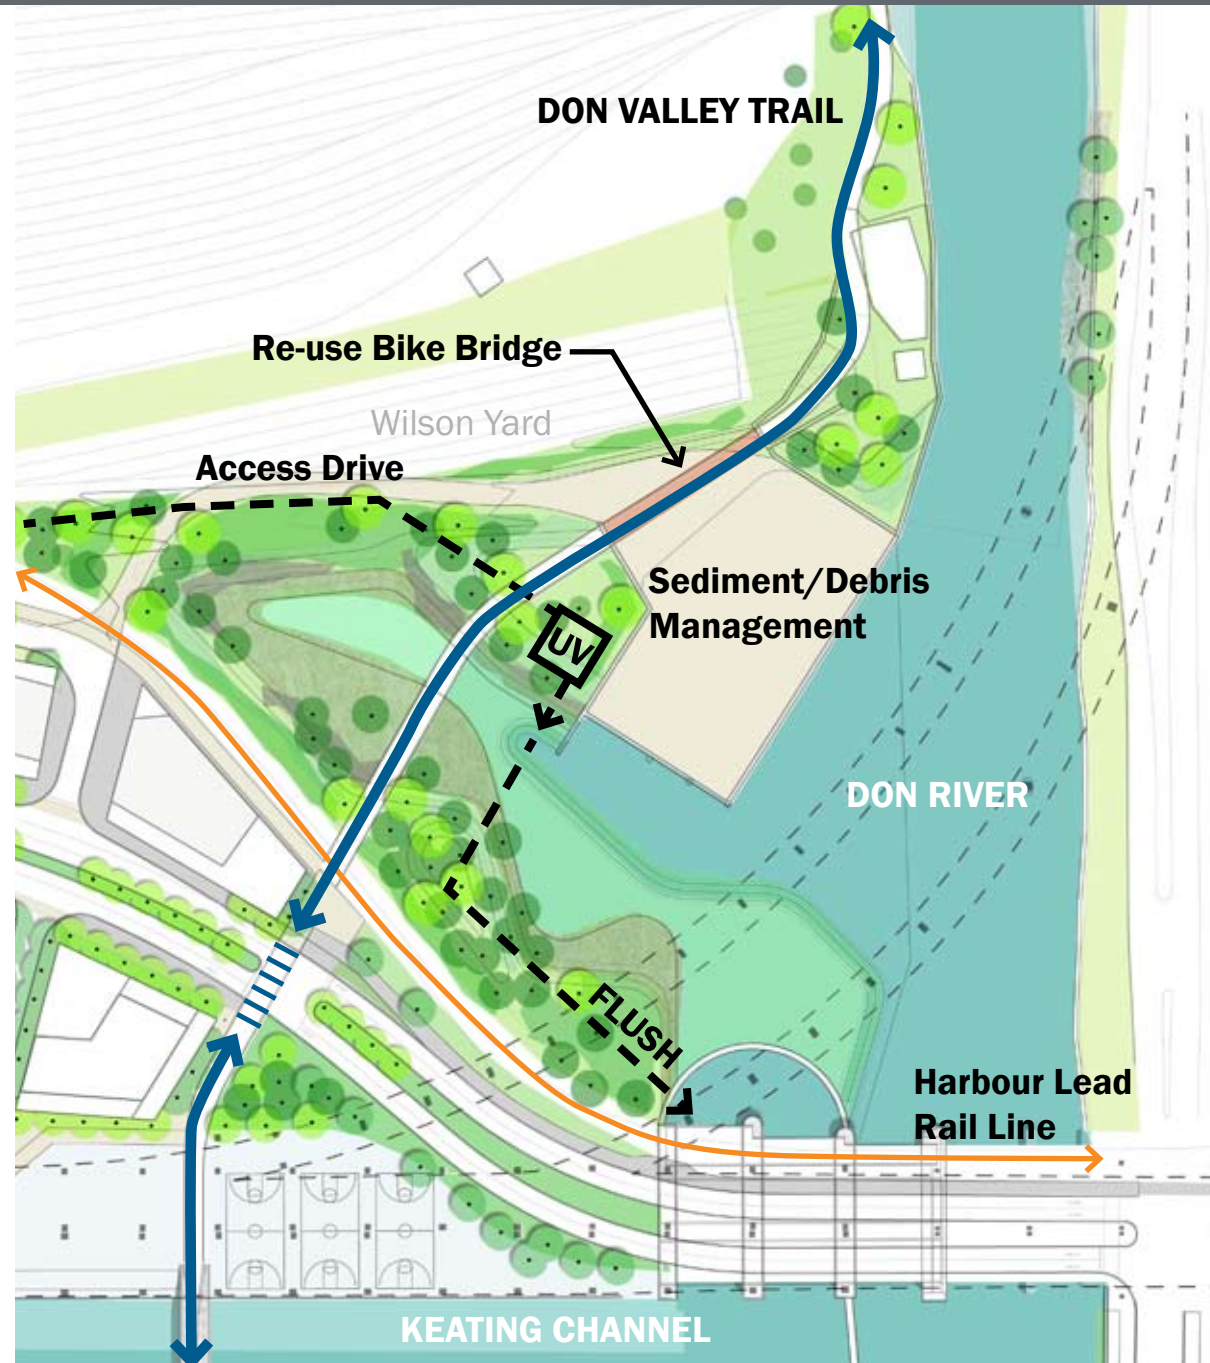 DON VALLEY TRAIL
Re-use Bike Bridge
Wilson Yard
Access Drive
Sediment/Debris
Management
UV
DON RIVER
FLUSH
Harbour Lead
Rail Line
KEATING CHANNEL